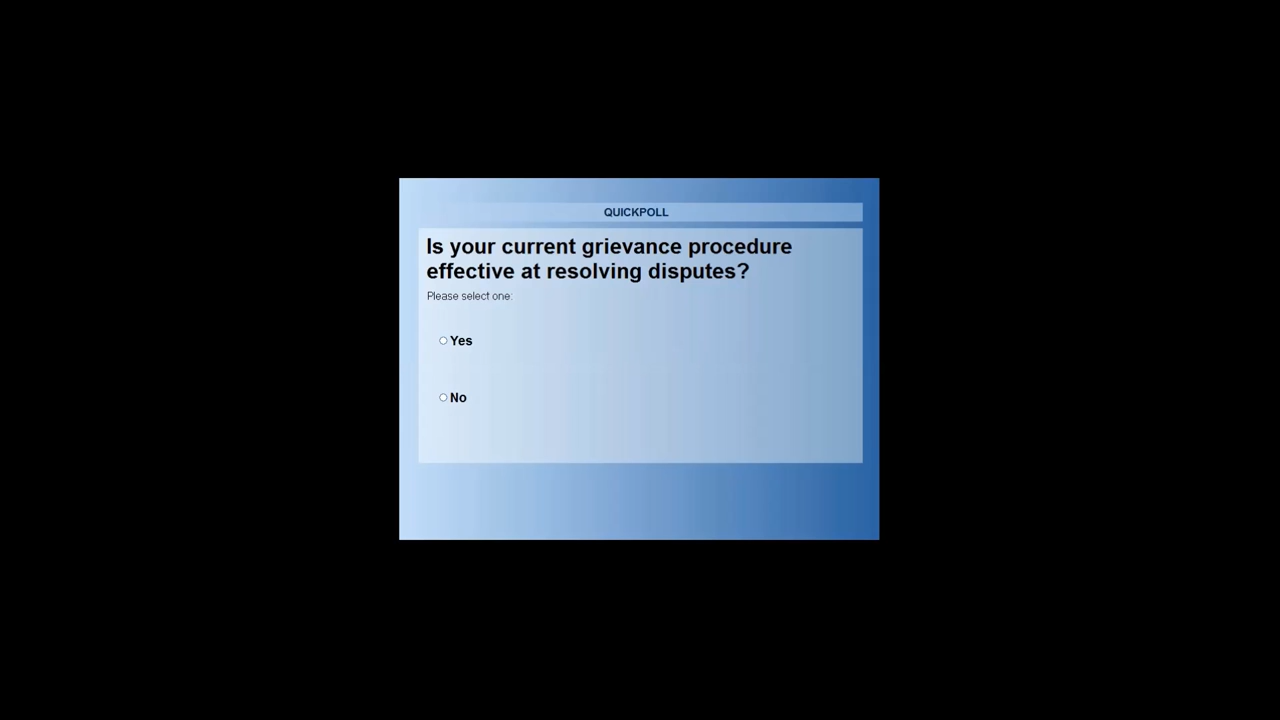 QUICKPOLL
Is your current grievance procedure
effective at resolving disputes?
Please select one:
Yes
No